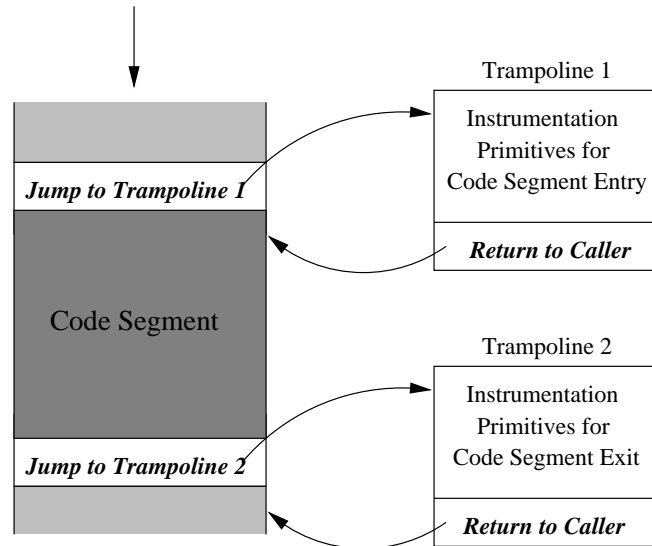 Trampoline 1
Instrumentation
Primitives for
Code Segment Entry
Jump to Trampoline 1
Return to Caller
Code Segment
Trampoline 2
Instrumentation
Primitives for
Code Segment Exit
Jump to Trampoline 2
Return to Caller